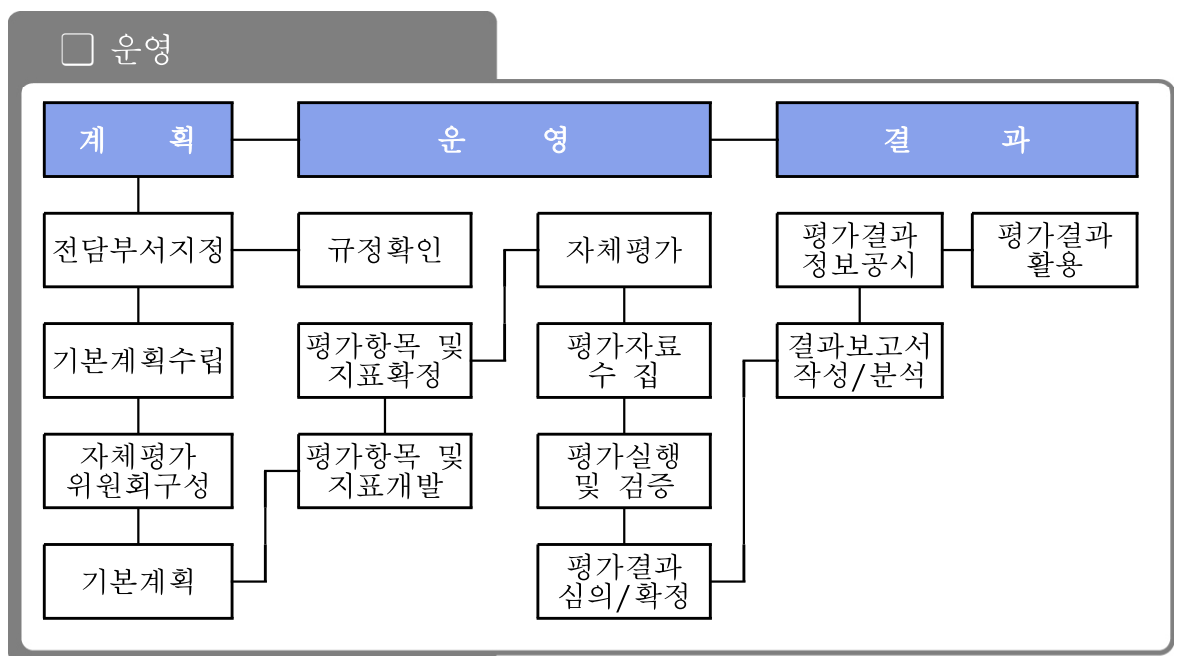 □ 운영
계 획
운 영
결 과
전담부서지정
규정확인
자체평가
평가결과
정보공시
평가결과
활용
기본계획수립
평가항목 및
지표확정
평가자료
수 집
결과보고서
작성/분석
자체평가
위원회구성
평가항목 및
지표개발
평가실행
및 검증
기본계획
평가결과
심의/확정